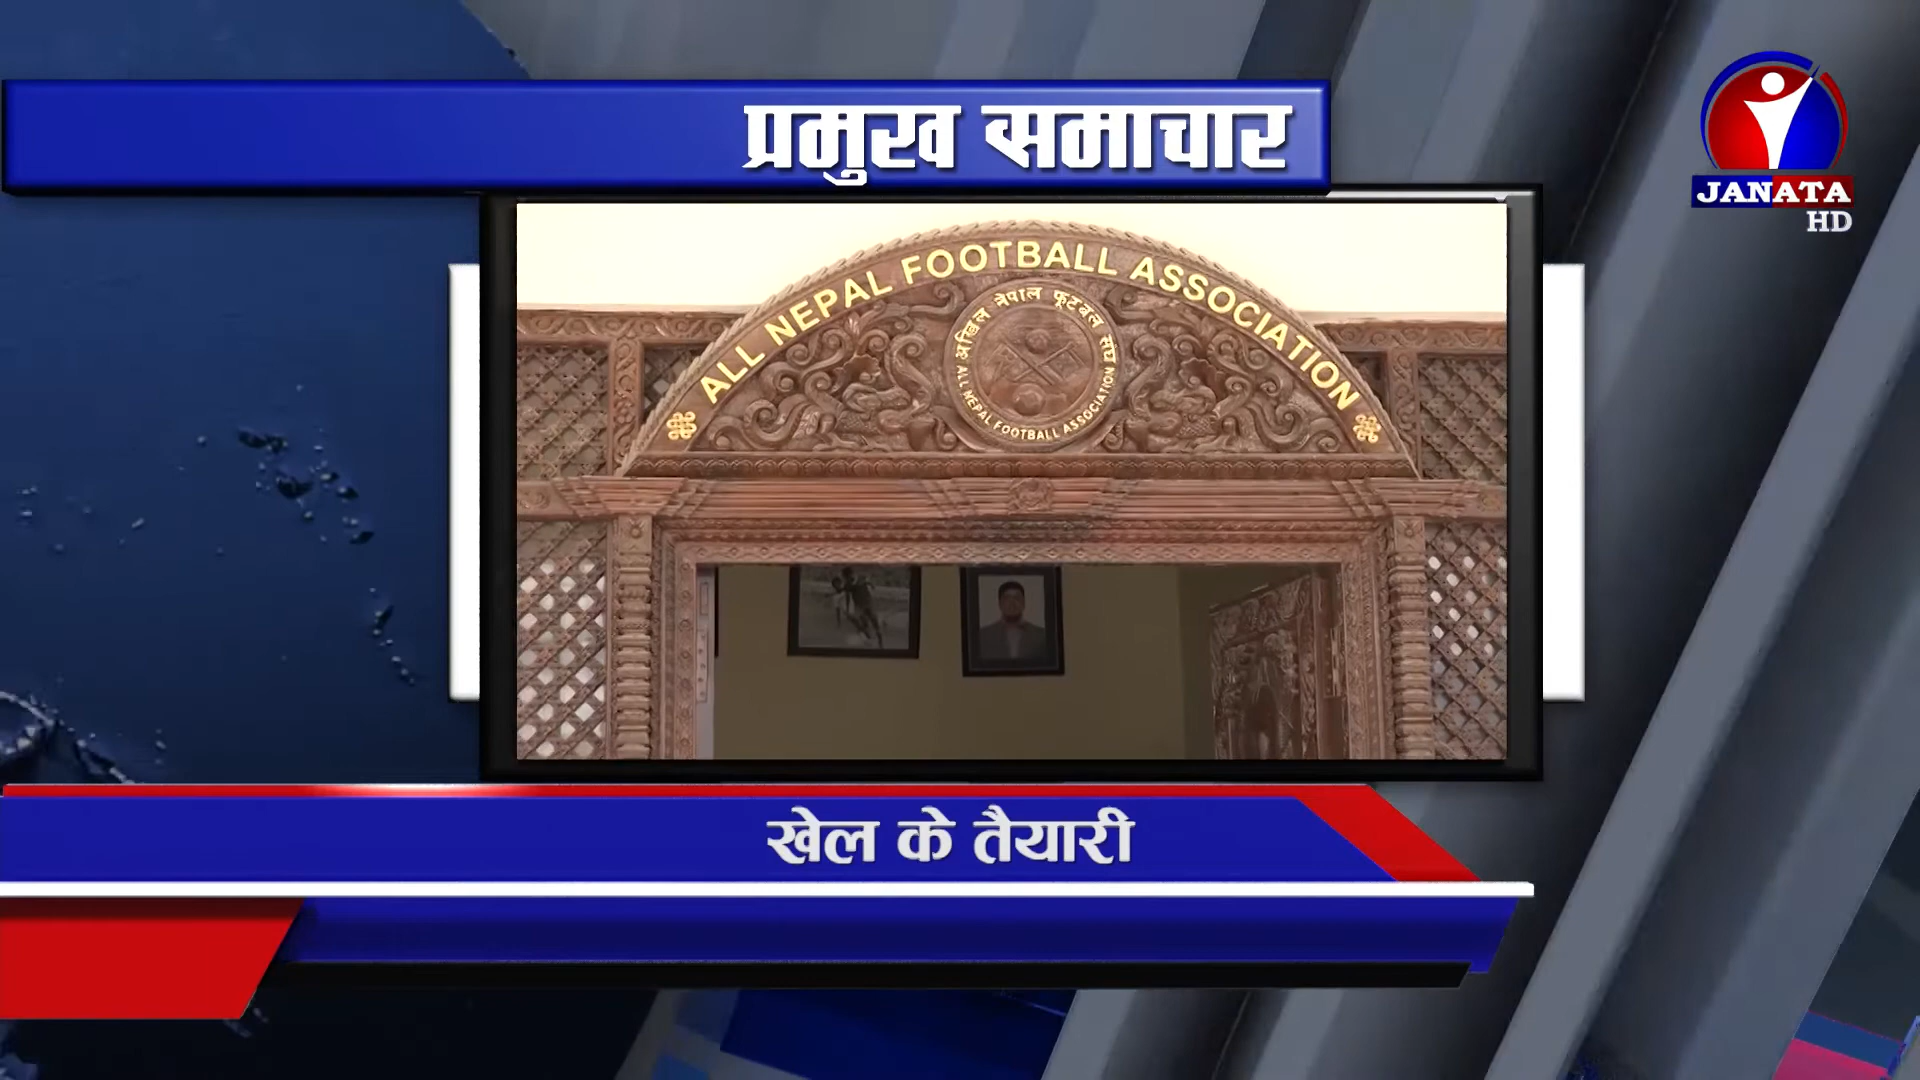 प्रमुख समाचार
JANATA
HD
ALL NEPAL FOOTBALL ASSOCIATION
अखिल नेपाल फूटबल संघ
ALL NEPAL FOOTBALL ASSOCIATION
खेल के तैयारी